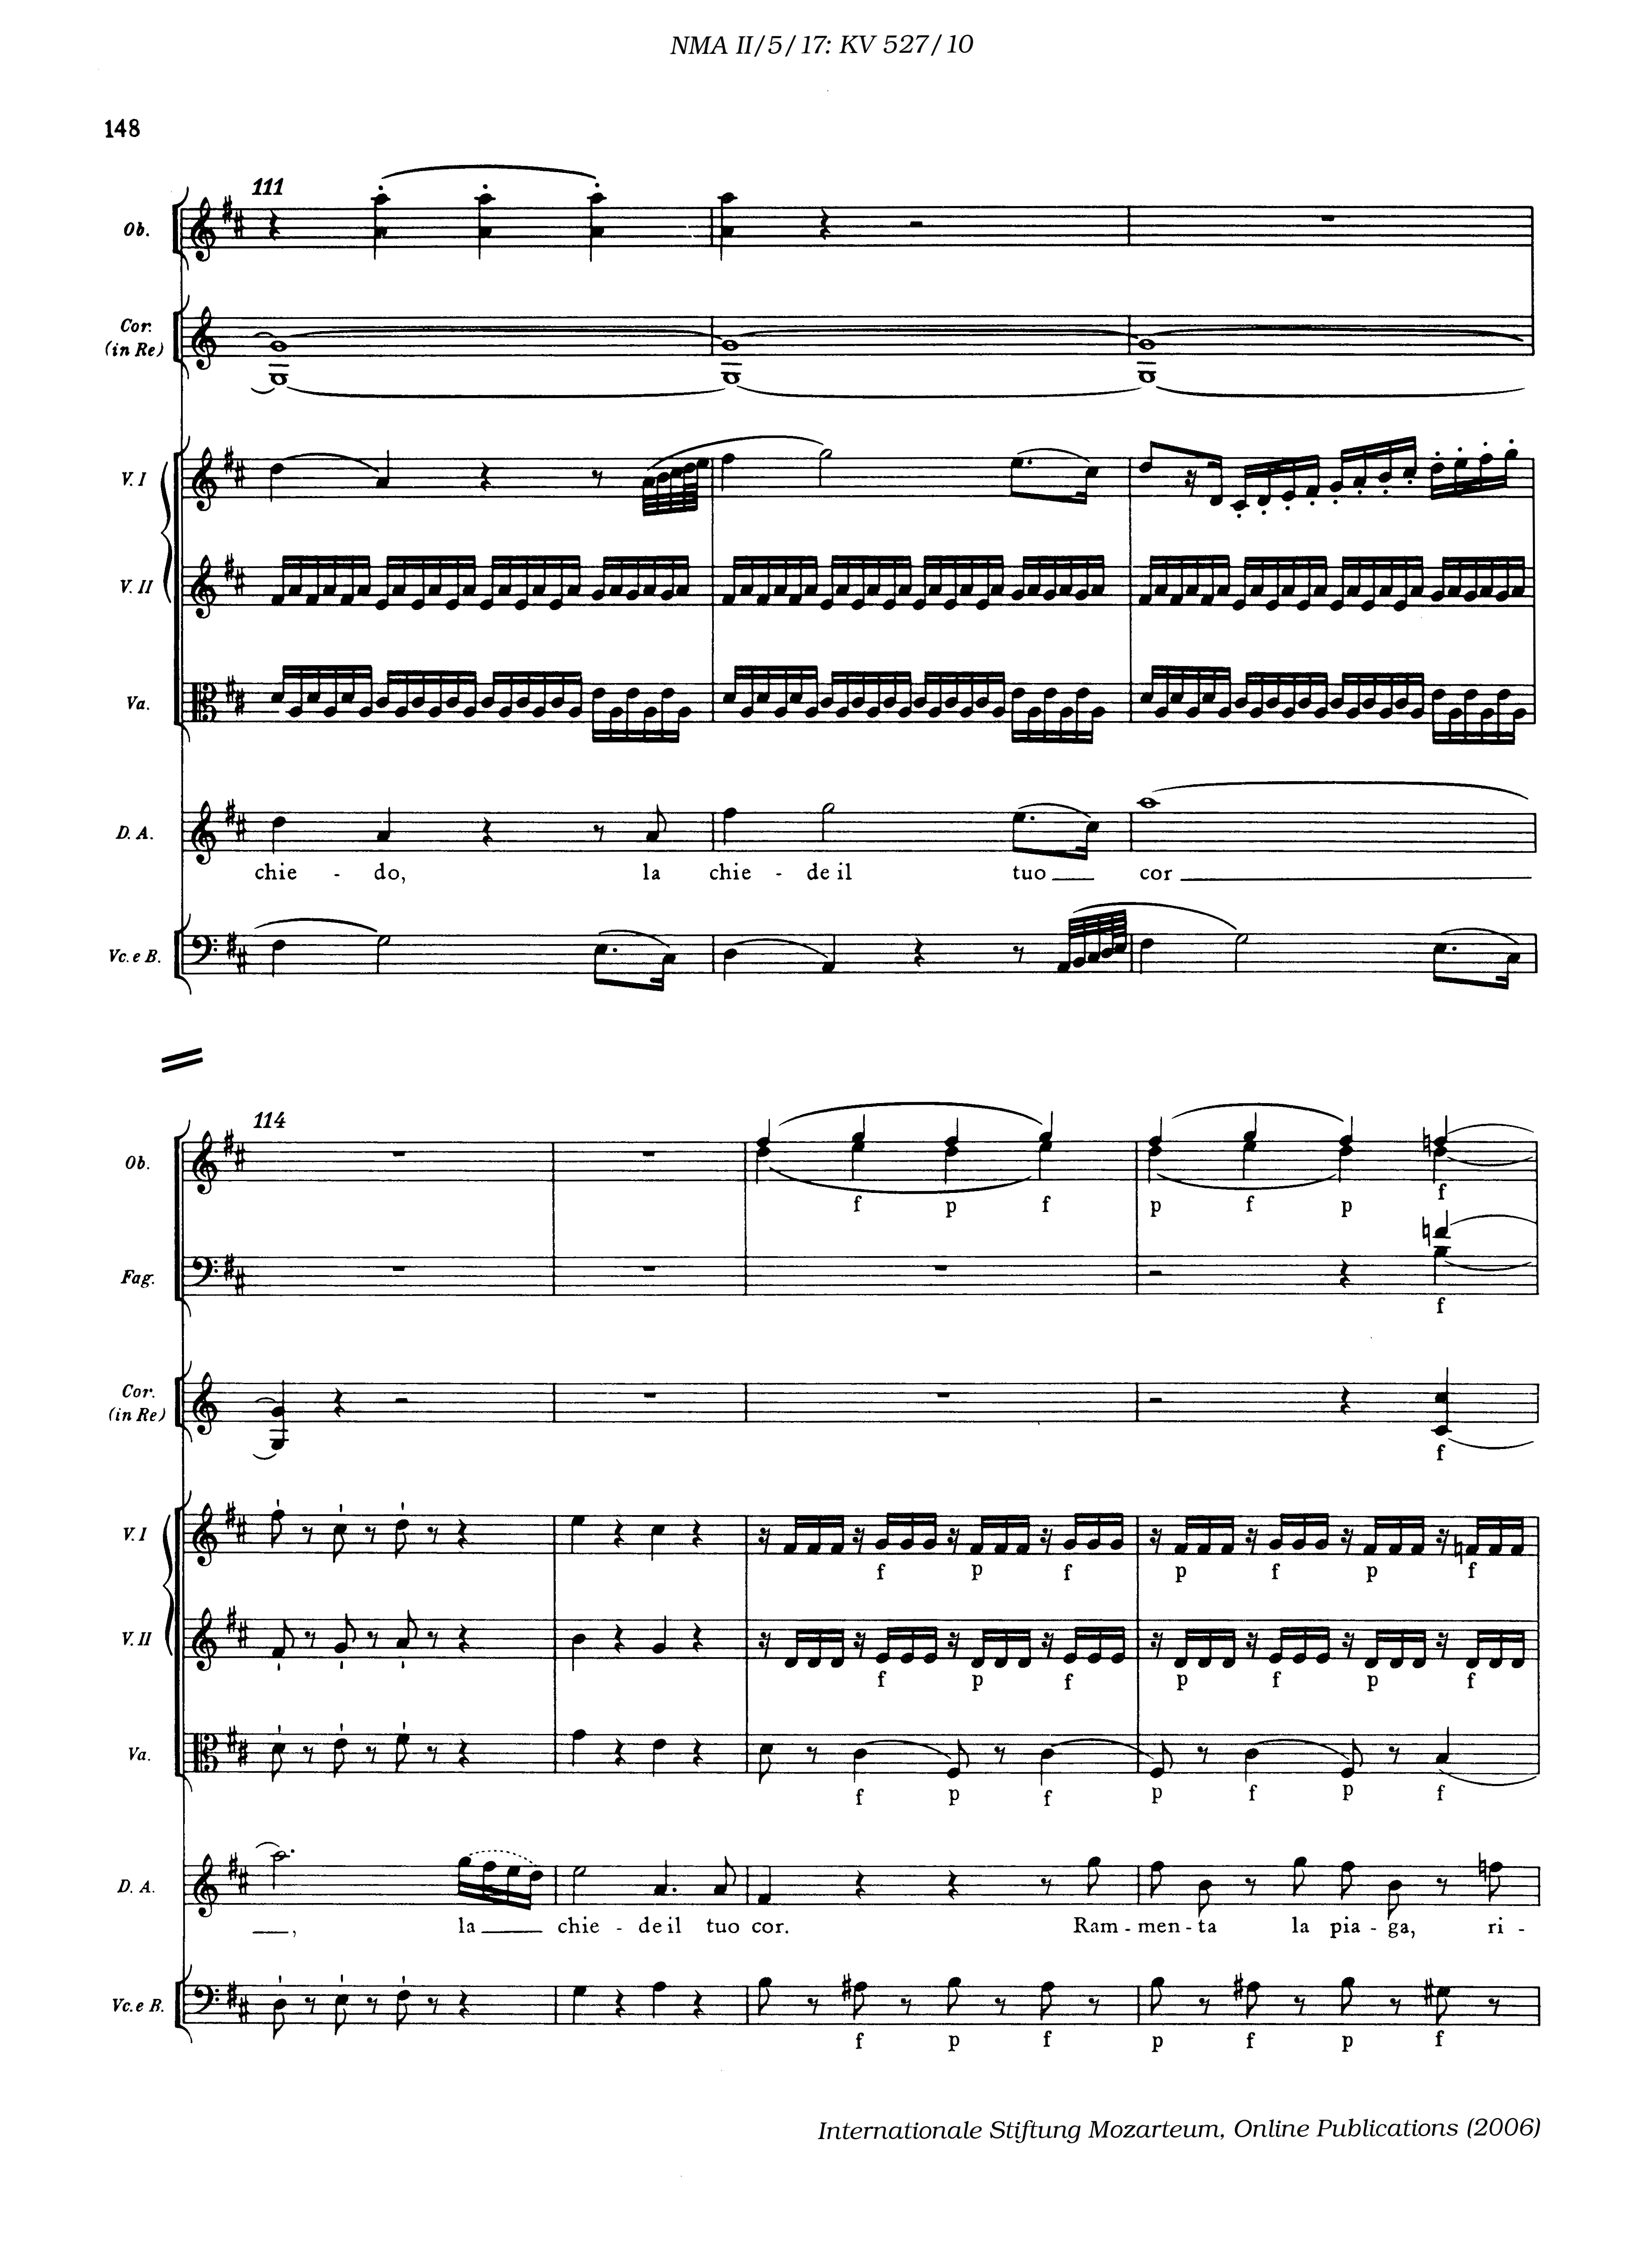 NMA II/5/17: KV 527/10
148
111
Ob.
Cor.
(in Re)
V. I
V. II
Va.
D. A.
chie - do, la chie - de il tuo cor
Vc. e B.
114
Ob.
f p f p f p f
Fag.
f
Cor.
(in Re)
f
V. I
f p f p f p f
V. II
f p f p f p f
Va.
f p f p f p f
D. A.
, la chie - de il tuo cor. Ram - men - ta la pia - ga, ri -
Vc. e B.
f p f p f p f
Internationale Stiftung Mozarteum, Online Publications (2006)